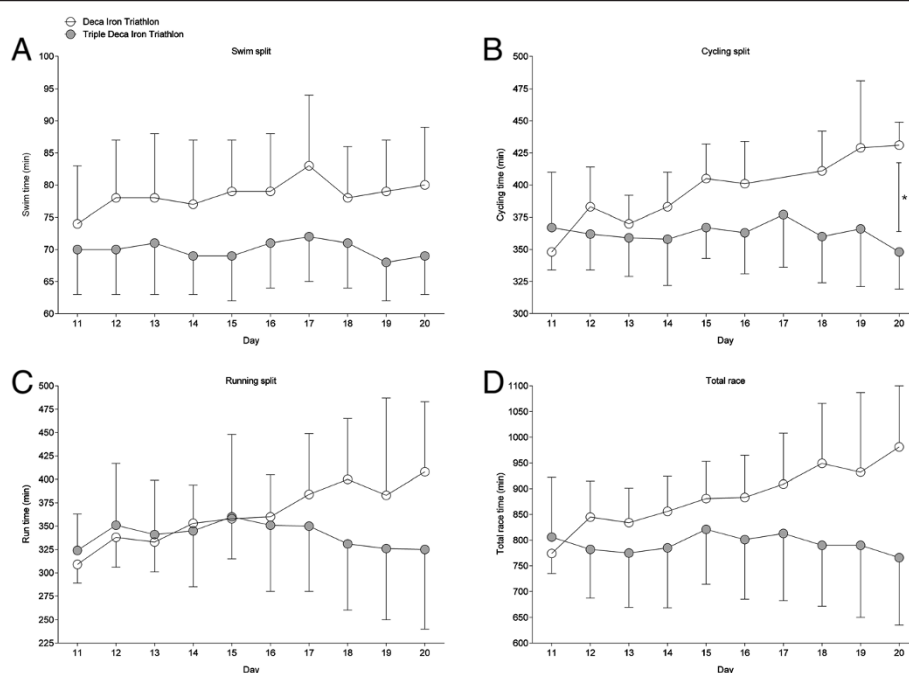 Deca Iron Triathlon
Triple Deca Iron Triathlon
A
Swim split
100
95
90
85
80
75
70
65
60
Swim time (min)
11 12 13 14 15 16 17 18 19 20
Day
B
Cycling split
500
475
450
425
400
375
350
325
300
Cycling time (min)
*
11 12 13 14 15 16 17 18 19 20
Day
C
Running split
500
475
450
425
400
375
350
325
300
275
250
225
Run time (min)
11 12 13 14 15 16 17 18 19 20
Day
D
Total race
1100
1050
1000
950
900
850
800
750
700
650
600
Total race time (min)
11 12 13 14 15 16 17 18 19 20
Day